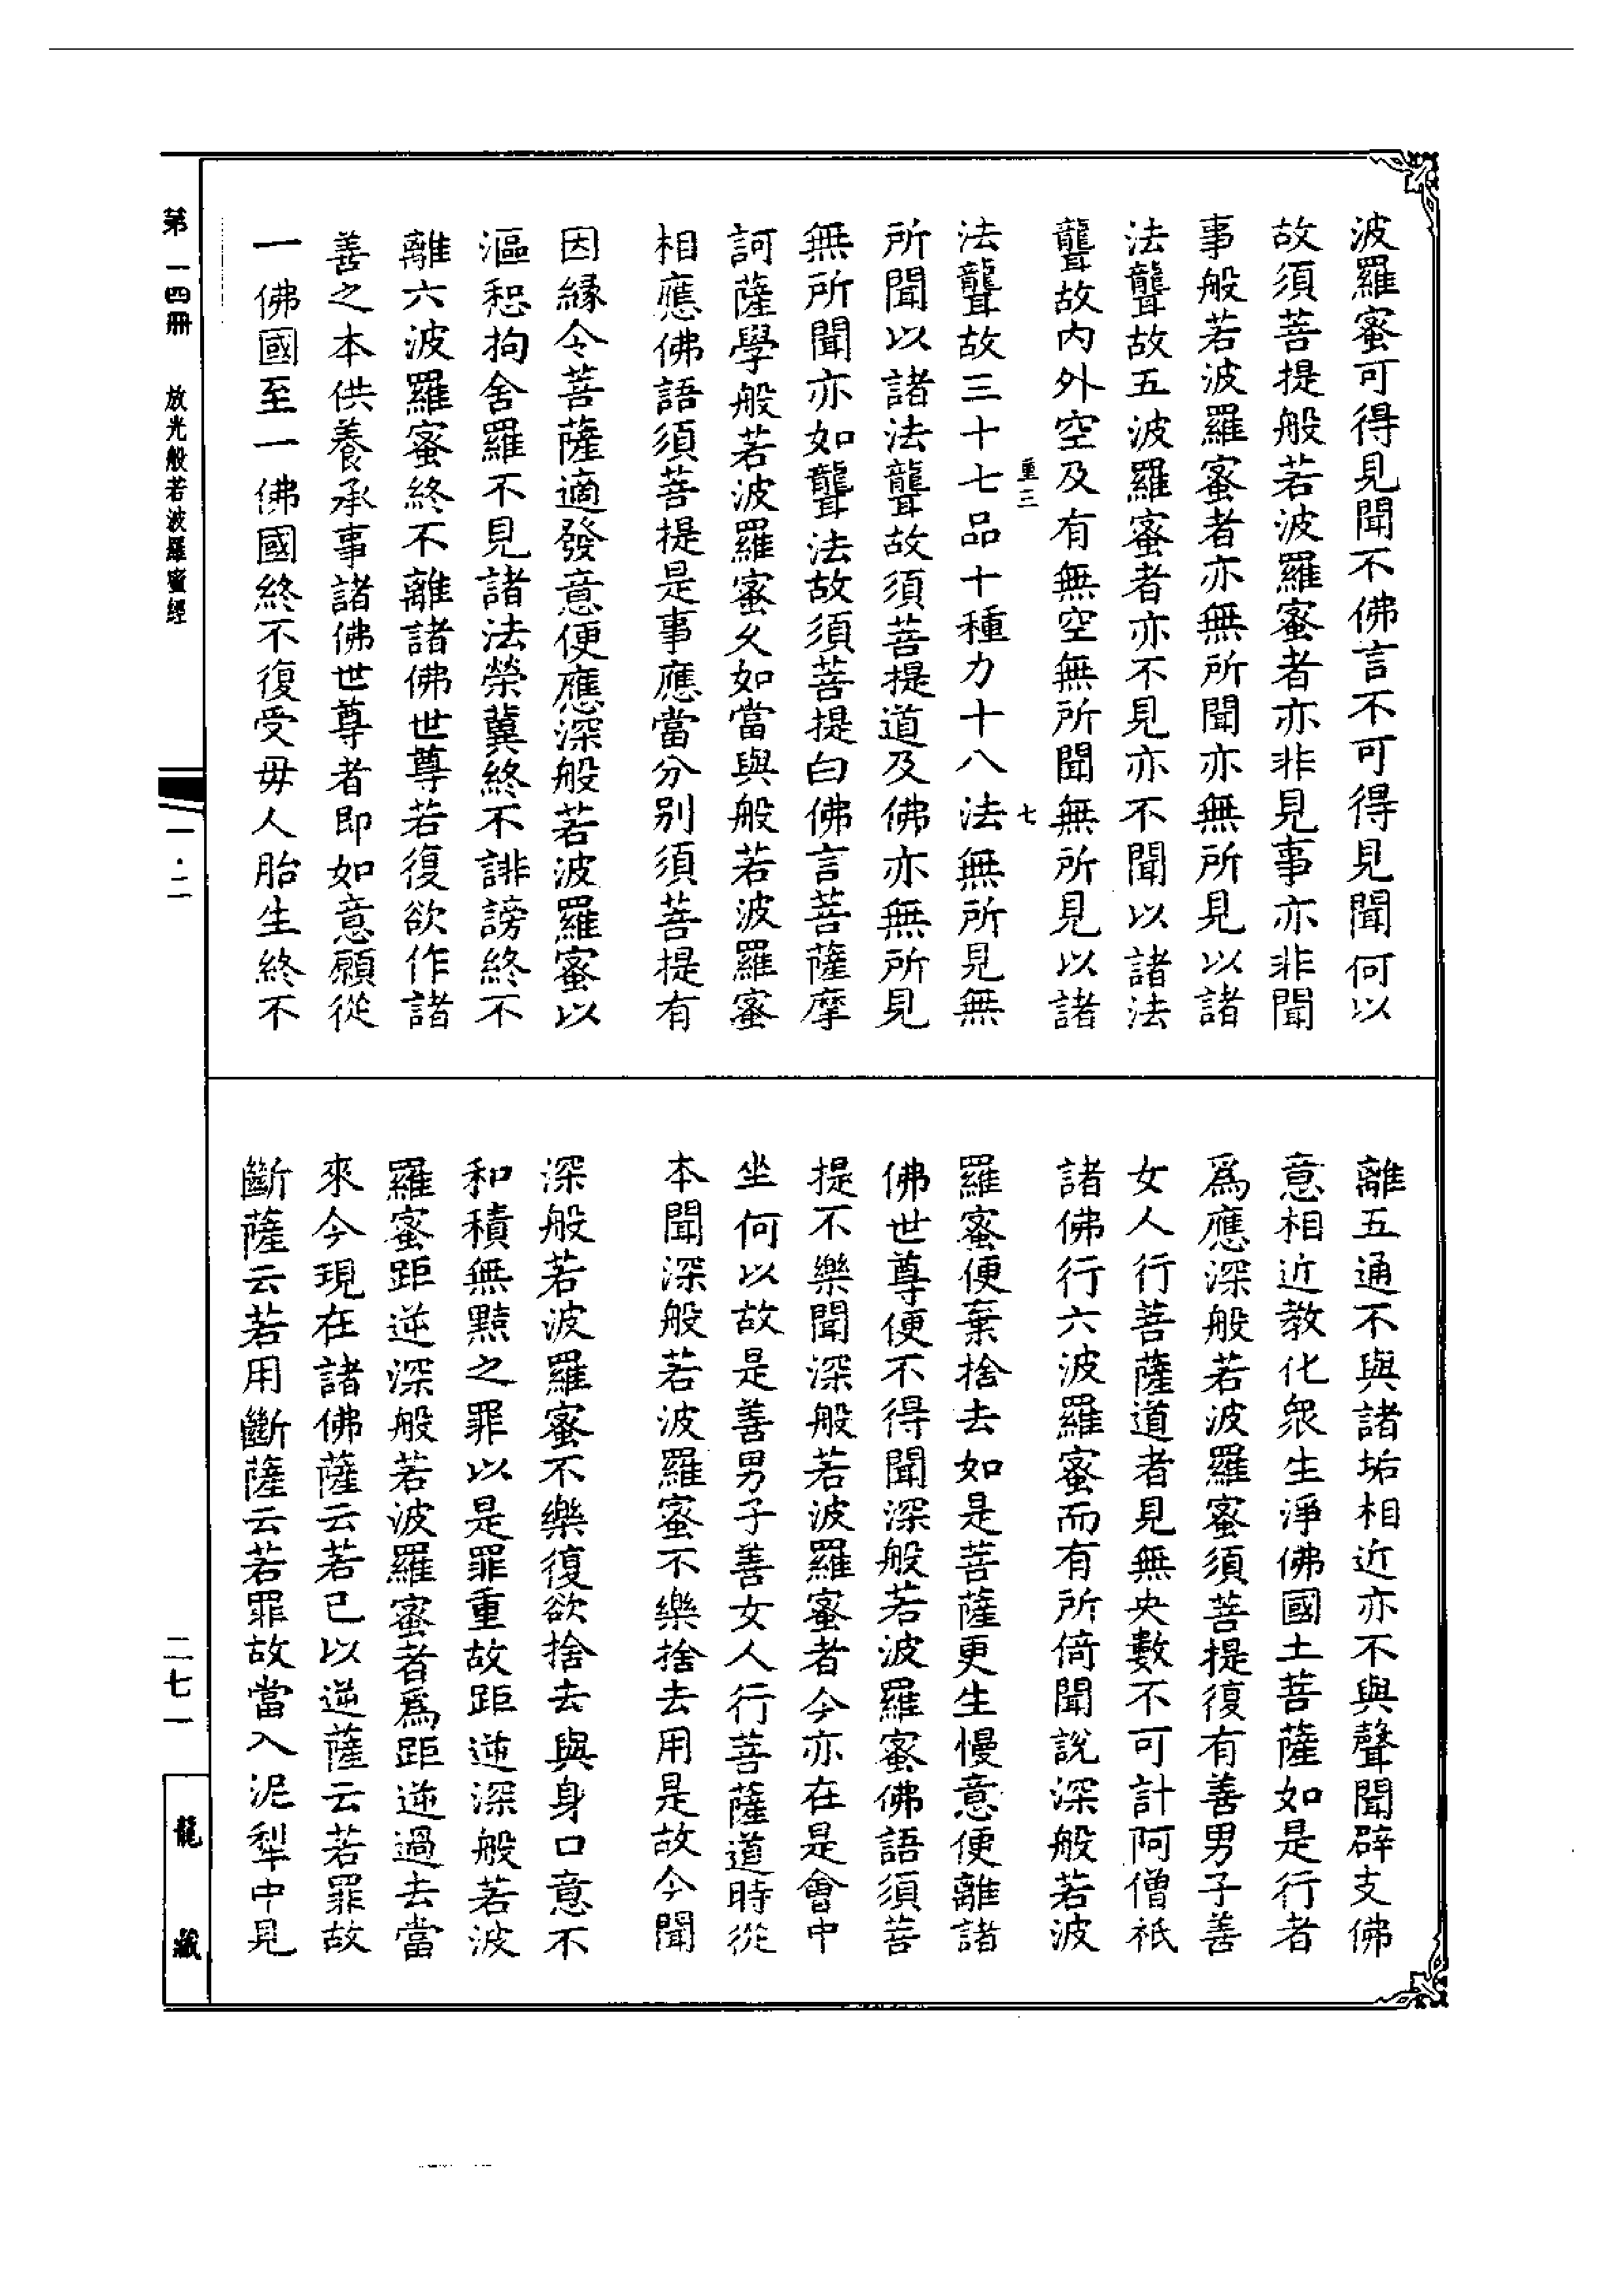 波羅蜜可得見聞不佛言不可得見聞何以
故須菩提般若波羅蜜者亦非見事亦非聞
事般若波羅蜜者亦無所聞亦無所見以諸
法聾故五波羅蜜者亦不見亦不聞以諸法
聾故內外空及有無空無所聞無所見以諸
重三 七
法聾故三十七品十種力十八法無所見無
所聞以諸法聾故須菩提道及佛亦無所見
無所聞亦如聾法故須菩提白佛言菩薩摩
訶薩學般若波羅蜜久如當與般若波羅蜜
相應佛語須菩提是事應當分別須菩提有
因緣令菩薩適發意便應深般若波羅蜜以
漚惒拘舍羅不見諸法榮冀終不誹謗終不
離六波羅蜜終不離諸佛世尊若復欲作諸
善之本供養承事諸佛世尊者即如意願從
一佛國至一佛國終不復受毋人胎生終不
離五通不與諸垢相近亦不與聲聞辟支佛
意相近教化眾生淨佛國土菩薩如是行者
爲應深般若波羅蜜須菩提復有善男子善
女人行菩薩道者見無央數不可計阿僧祇
諸佛行六波羅蜜而有所倚聞說深般若波
羅蜜便棄捨去如是菩薩更生慢意便離諸
佛世尊便不得聞深般若波羅蜜佛語須菩
提不樂聞深般若波羅蜜者今亦在是會中
坐何以故是善男子善女人行菩薩道時從
本聞深般若波羅蜜不樂捨去用是故今聞
深般若波羅蜜不樂復欲捨去與身口意不
和積無黠之罪以是罪重故距逆深般若波
羅蜜距逆深般若波羅蜜者爲距逆過去當
來今現在諸佛薩云若已以逆薩云若罪故
斷薩云若用斷薩云若罪故當入泥犁中見
第一四冊 放光般若波羅蜜經
一·二
二七一
龍藏